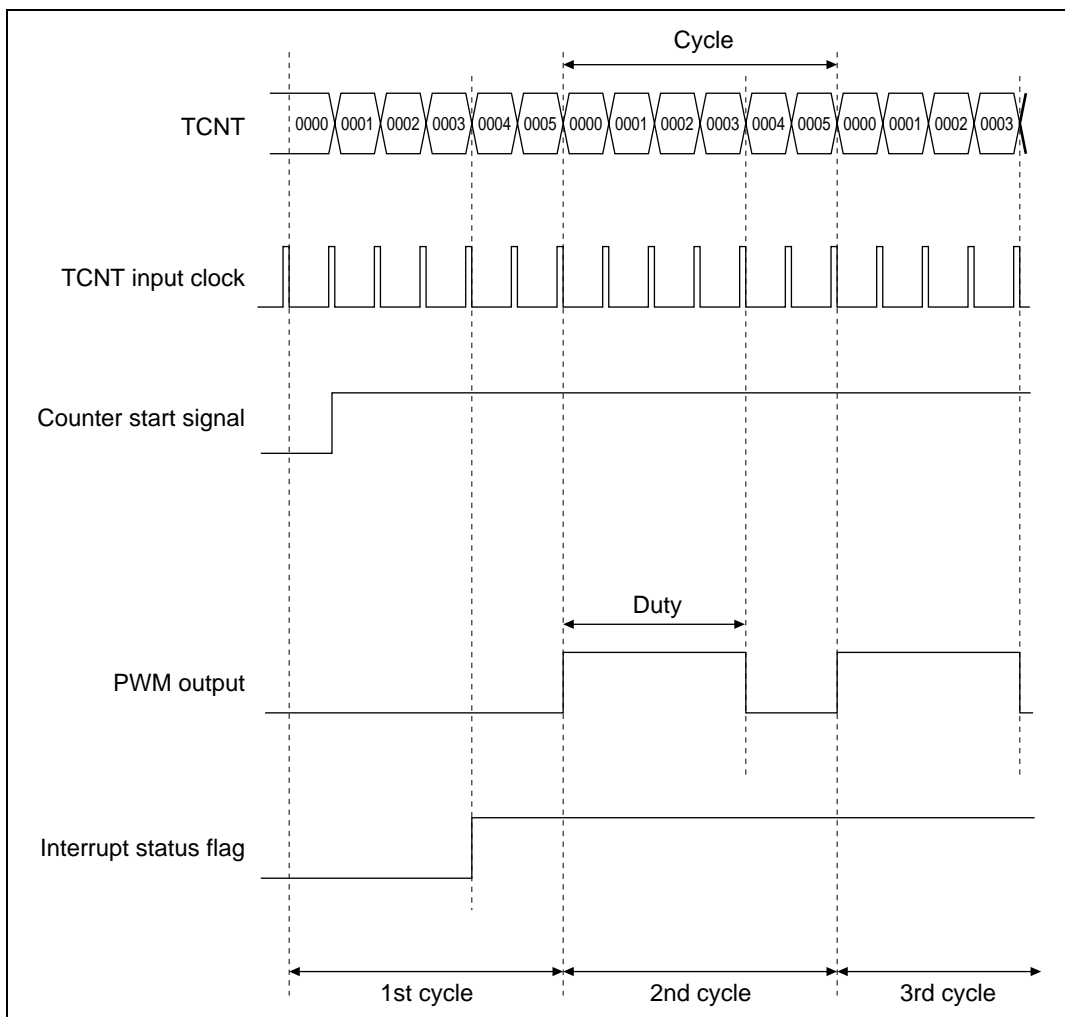 Cycle
TCNT
0000 0001 0002 0003 0004 0005 0000 0001 0002 0003 0004 0005 0000 0001 0002 0003
TCNT input clock
Counter start signal
Duty
PWM output
Interrupt status flag
1st cycle 2nd cycle 3rd cycle